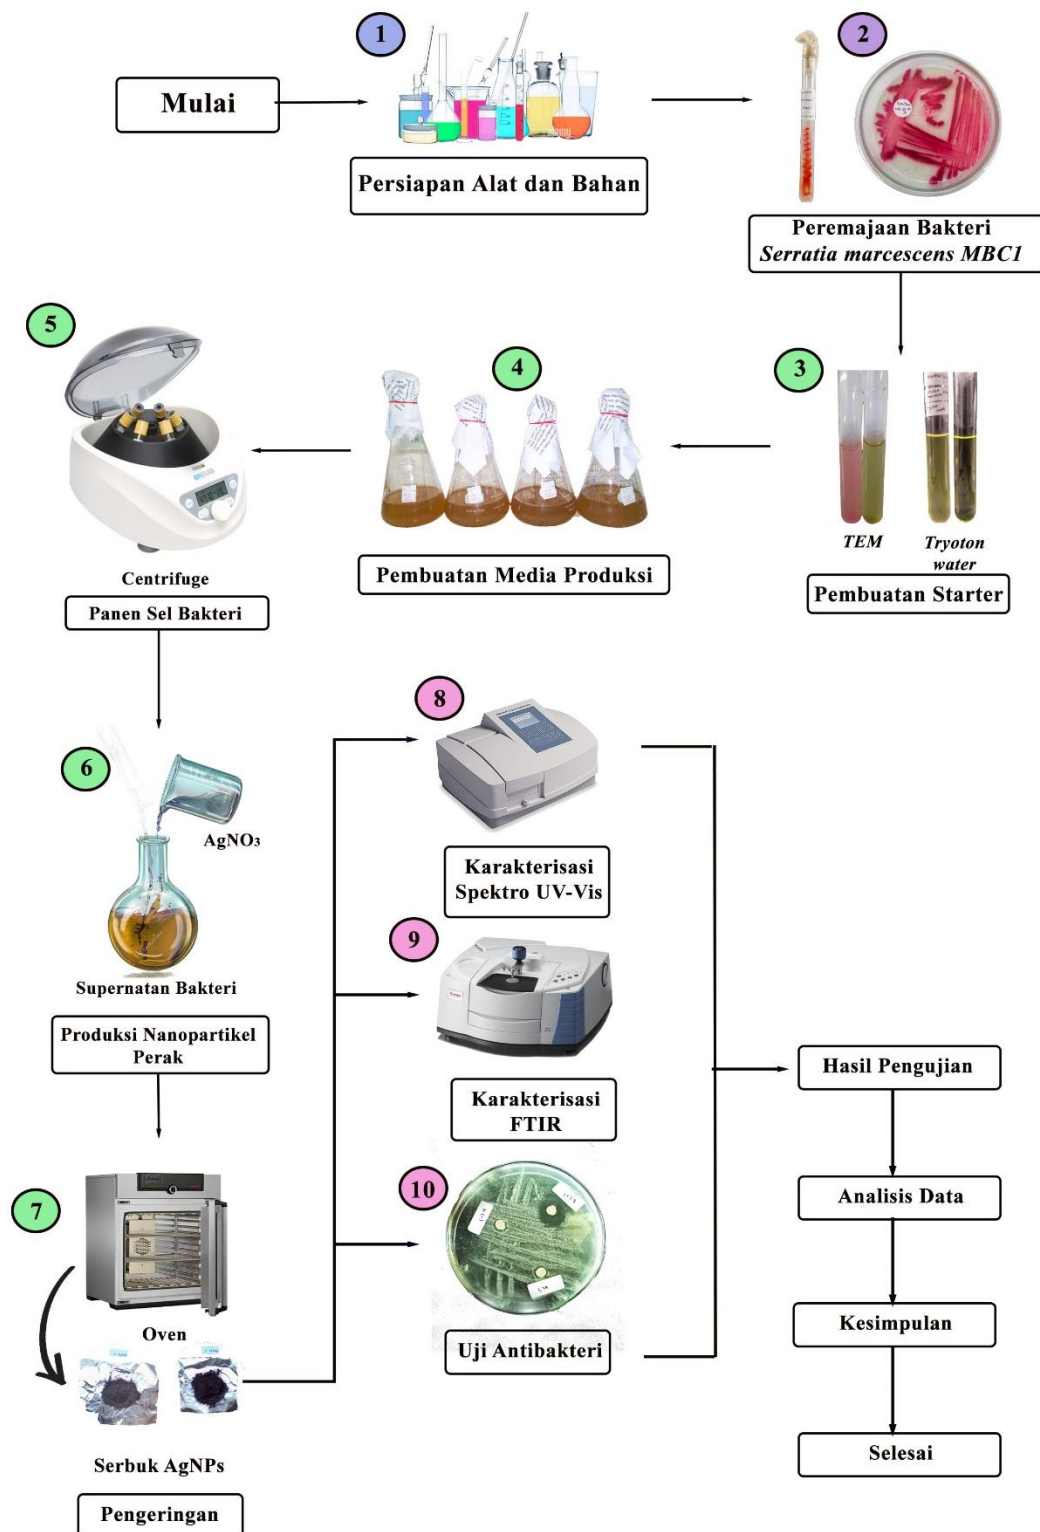 1
2
Mulai
Persiapan Alat dan Bahan
Peremajaan Bakteri
Serratia marcescens MBC1
5
4
3
TEM
Tryoton
water
Centrifuge
Pembuatan Media Produksi
Pembuatan Starter
Panen Sel Bakteri
8
6
AgNO₃
Karakterisasi
Spektro UV-Vis
9
Supernatan Bakteri
Produksi Nanopartikel
Perak
Hasil Pengujian
Karakterisasi
FTIR
10
7
Analisis Data
Kesimpulan
Oven
Uji Antibakteri
Serbuk AgNPs
Selesai
Pengeringan